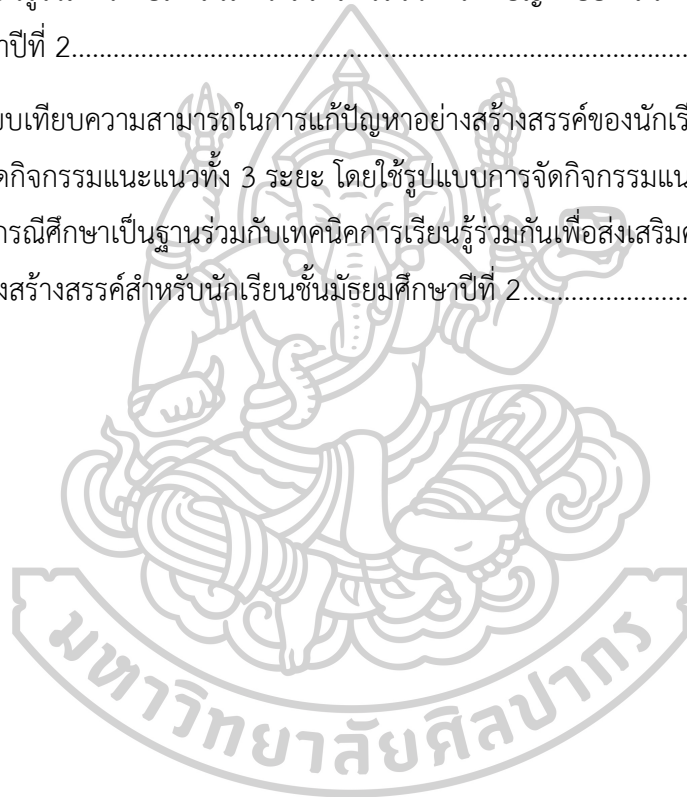 าปีที่ 2......................................................................................................
บเทียบความสามารถในการแก้ปัญหาอย่างสร้างสรรค์ของนักเรี
ดกิจกรรมแนะแนวทั้ง 3 ระยะ โดยใช้รูปแบบการจัดกิจกรรมแน
กรณีศึกษาเป็นฐานร่วมกับเทคนิคการเรียนรู้ร่วมกันเพื่อส่งเสริม
งสร้างสรรค์สำหรับนักเรียนชั้นมัธยมศึกษาปีที่ 2..........................
มหาวิทยาลัยศิลปากร